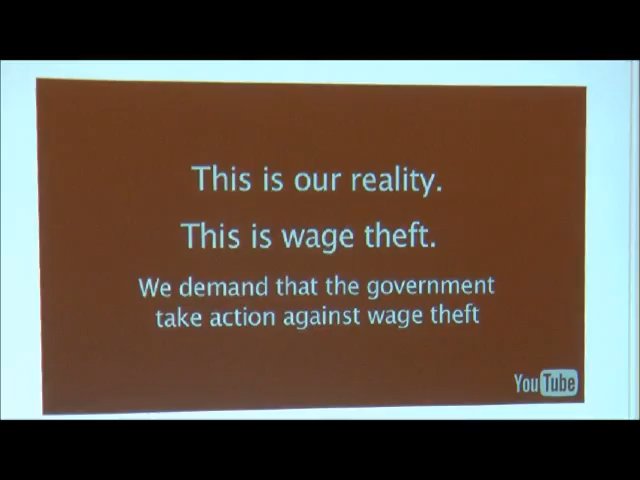 This is our reality.
This is wage theft.
We demand that the government
take action against wage theft
YouTube